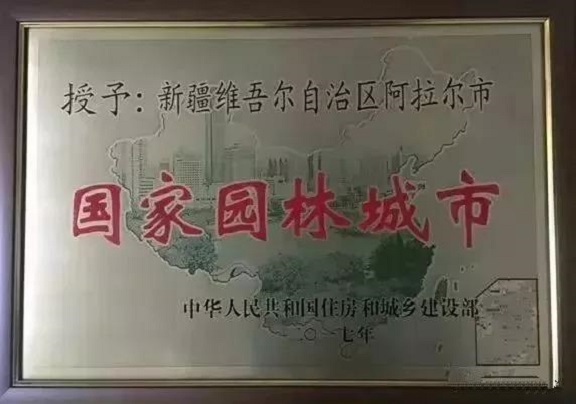 授予：新疆维吾尔自治区阿拉尔市
国家园林城市
中华人民共和国住房和城乡建设部
二〇一七年